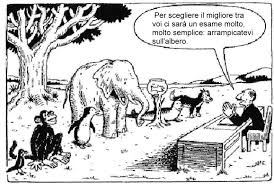 Per scegliere il migliore tra
voi ci sarà un esame molto,
molto semplice: arrampicatevi
sull'albero.